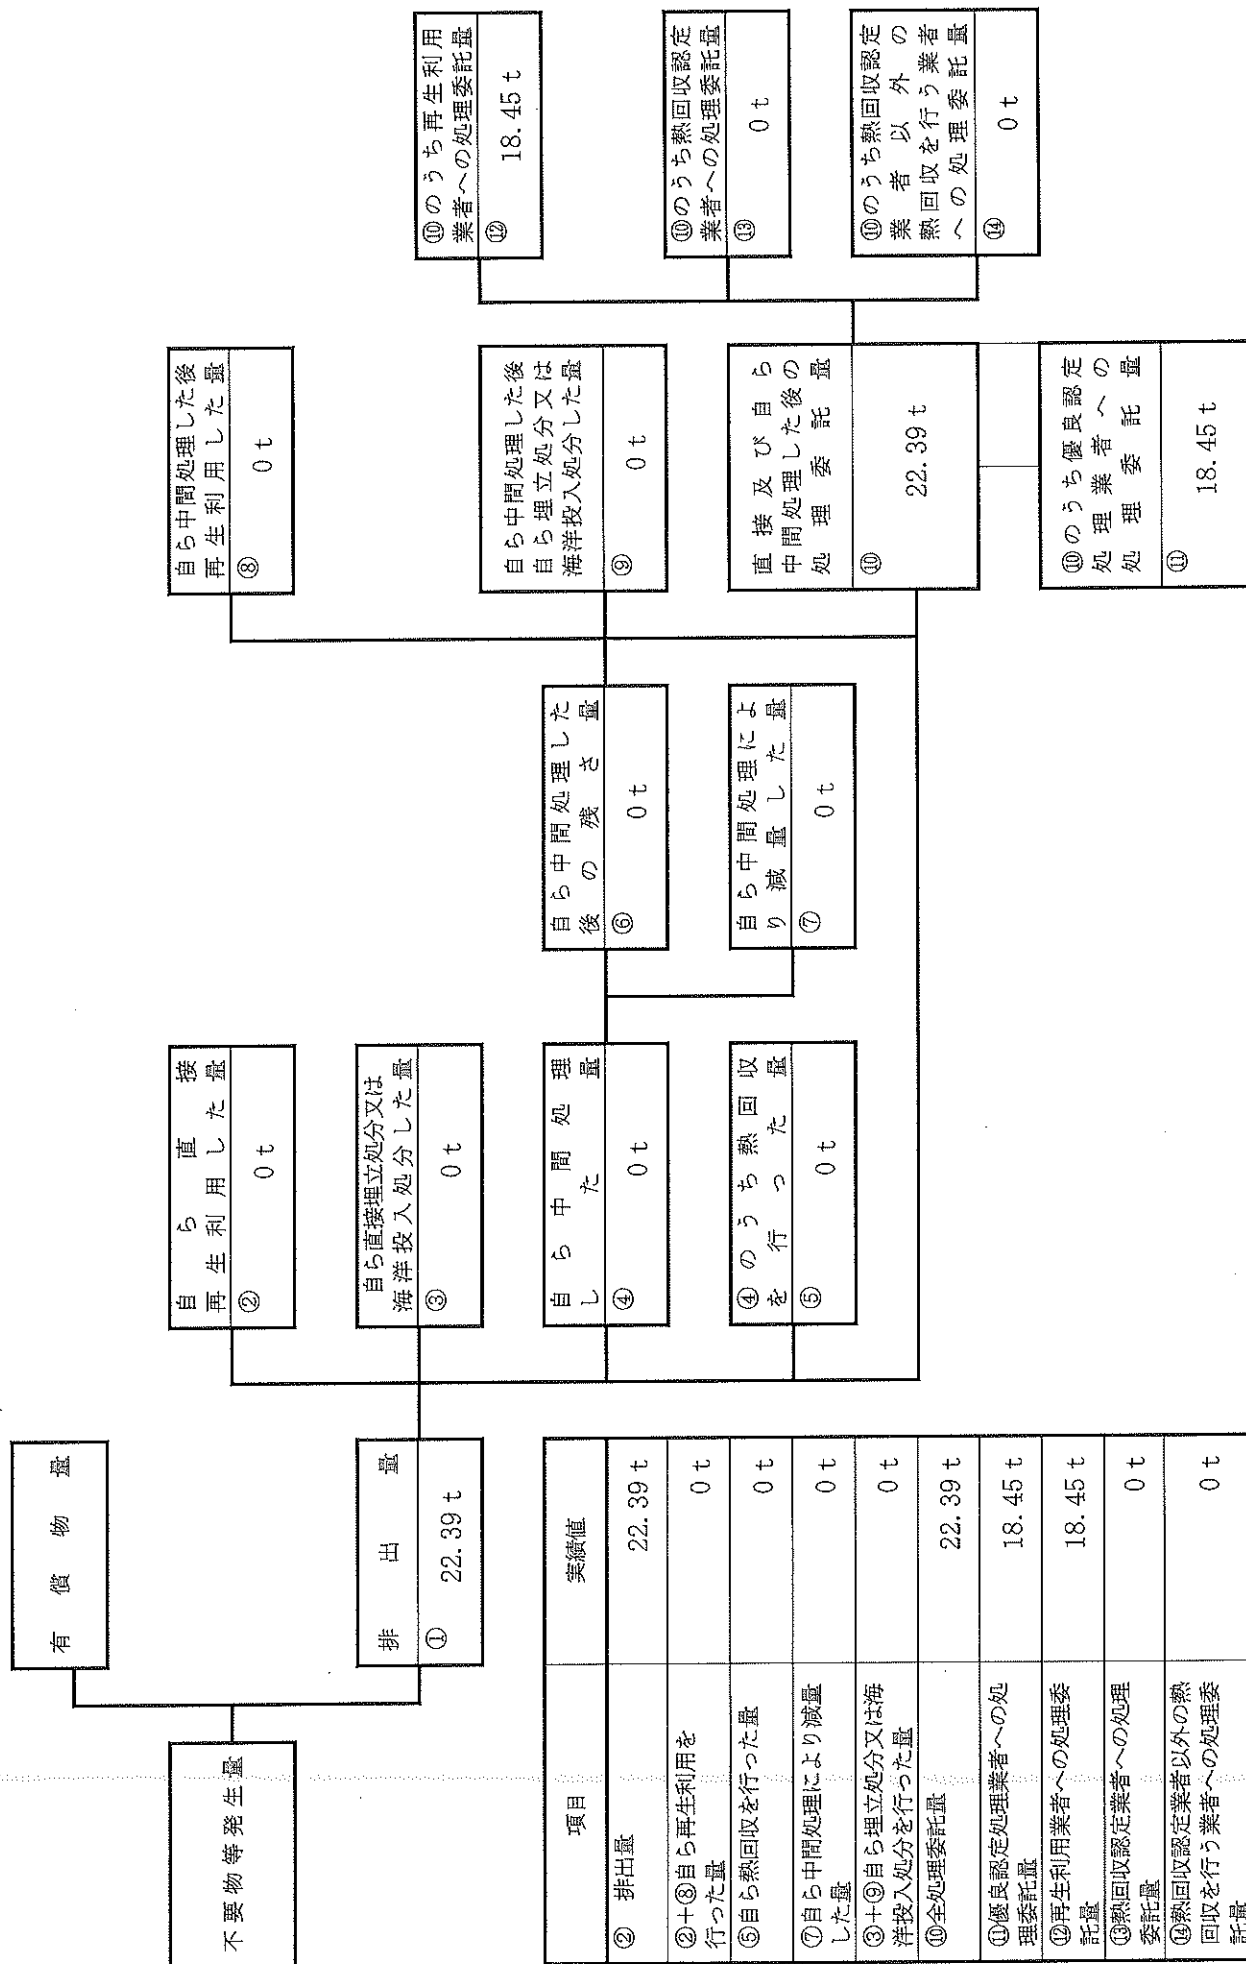 不要物等発生量
有償物量
排出量
① 22.39 t
自ら直接
再生利用した量
② 0 t
自ら直接埋立処分又は
海洋投入処分した量
③ 0 t
自ら中間処理
した量
④ 0 t
④のうち熱回収
を行った量
⑤ 0 t
自ら中間処理した
後の残さ量
⑥ 0 t
自ら中間処理によ
り減量した量
⑦ 0 t
自ら中間処理した後
再生利用した量
⑧ 0 t
自ら中間処理した後
自ら埋立処分又は
海洋投入処分した量
⑨ 0 t
直接及び自ら
中間処理した後の
処理委託量
⑩ 22.39 t
⑩のうち優良認定
処理業者への
処理委託量
⑪ 18.45 t
⑩のうち再生利用
業者への処理委託量
⑫ 18.45 t
⑩のうち熱回収認定
業者への処理委託量
⑬ 0 t
⑩のうち熱回収認定
業者以外の
熱回収を行う業者
への処理委託量
⑭ 0 t
項目 実績値
② 排出量 22.39 t
②+⑧自ら再生利用を
行った量 0 t
⑤自ら熱回収を行った量 0 t
⑦自ら中間処理により減量
した量 0 t
③+⑨自ら埋立処分又は海
洋投入処分を行った量 0 t
⑩全処理委託量 22.39 t
⑪優良認定処理業者への処
理委託量 18.45 t
⑫再生利用業者への処理委
託量 18.45 t
⑬熱回収認定業者への処理
委託量 0 t
⑭熱回収認定業者以外の熱
回収を行う業者への処理委
託量 0 t